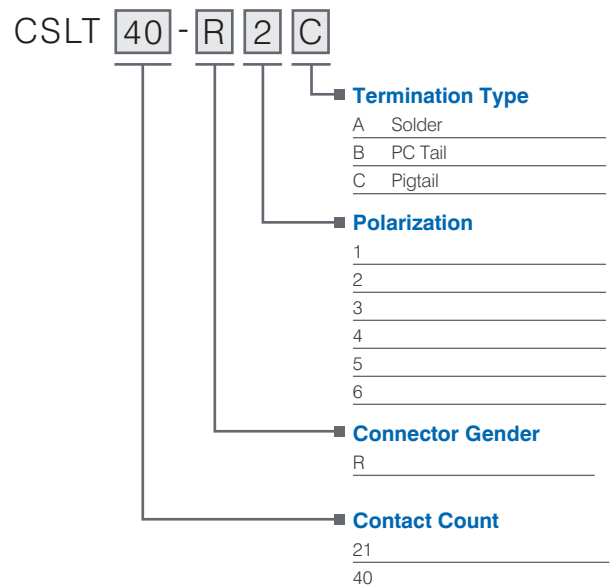 CSLT 40 - R 2 C
Termination Type
A Solder
B PC Tail
C Pigtail
Polarization
1
2
3
4
5
6
Connector Gender
R
Contact Count
21
40